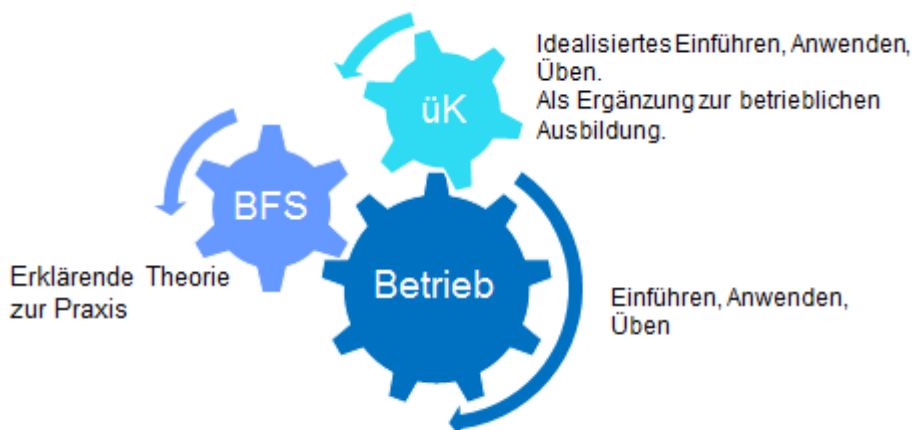 Idealisiertes Einführen, Anwenden,
Üben.
Als Ergänzung zur betrieblichen
Ausbildung.
üK
BFS
Betrieb
Erklärende Theorie
zur Praxis
Einführen, Anwenden,
Üben